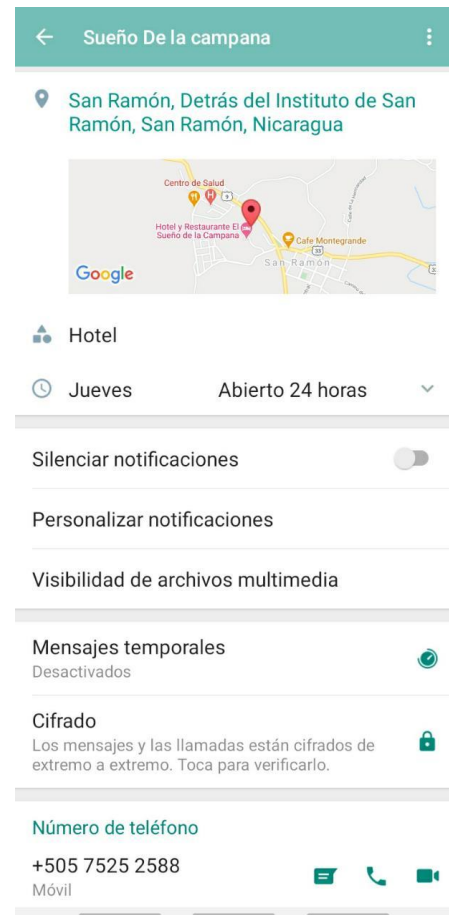 Sueño De la campana
San Ramón, Detrás del Instituto de San
Ramón, San Ramón, Nicaragua
Centro de Salud
9
Hotel y Restaurante El
Sueño de la Campana
Cafe Montegrande
33
San Ramón
Google
Hotel
Jueves Abierto 24 horas
Silenciar notificaciones
Personalizar notificaciones
Visibilidad de archivos multimedia
Mensajes temporales
Desactivados
Cifrado
Los mensajes y las llamadas están cifrados de
extremo a extremo. Toca para verificarlo.
Número de teléfono
+505 7525 2588
Móvil